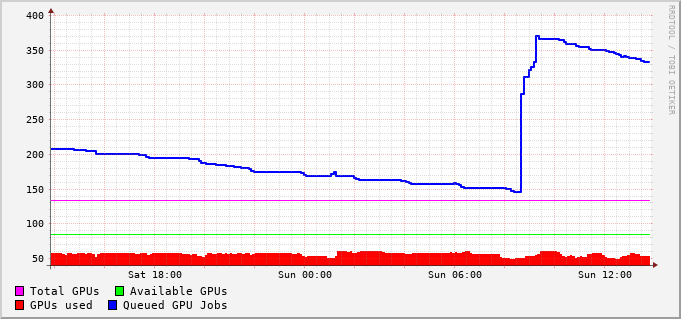 400
350
300
250
200
150
100
50
Sat 18:00 Sun 00:00 Sun 06:00 Sun 12:00
Total GPUs Available GPUs
GPUs used Queued GPU Jobs
RRDTOOL / TOBI OETIKER